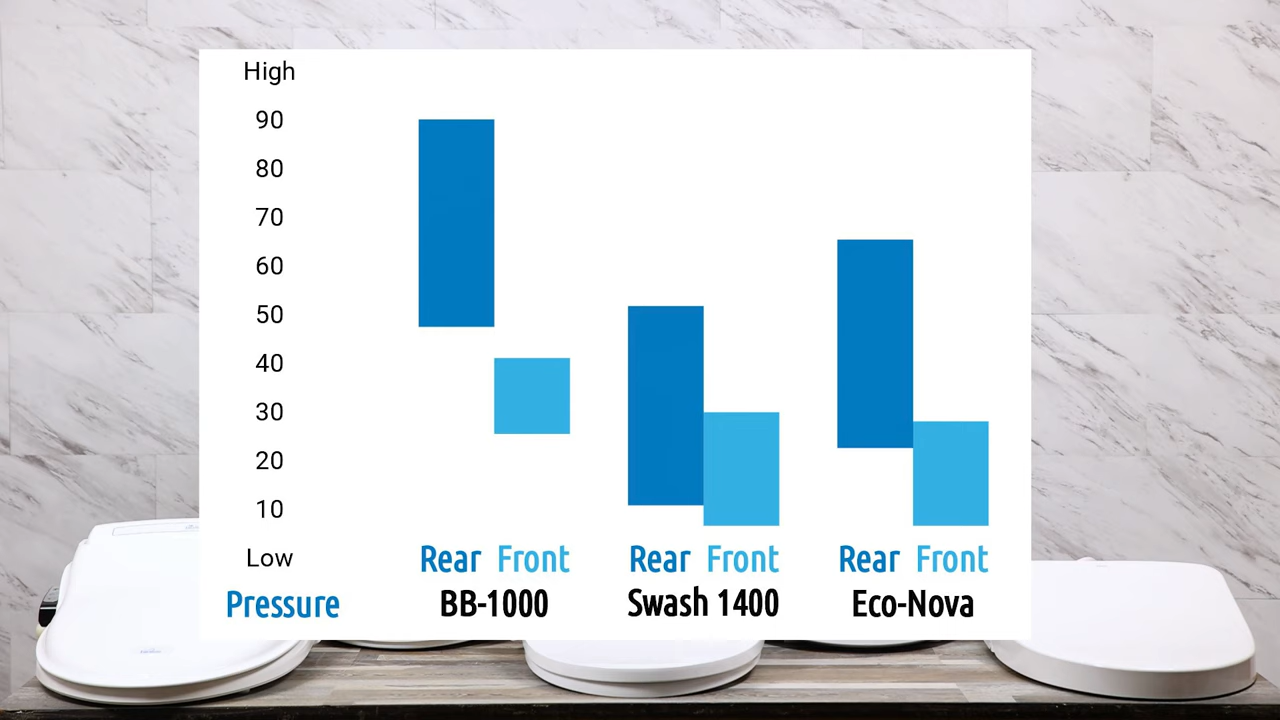 High
90
80
70
60
50
40
30
20
10
Low
Rear Front Rear Front Rear Front
Pressure BB-1000 Swash 1400 Eco-Nova